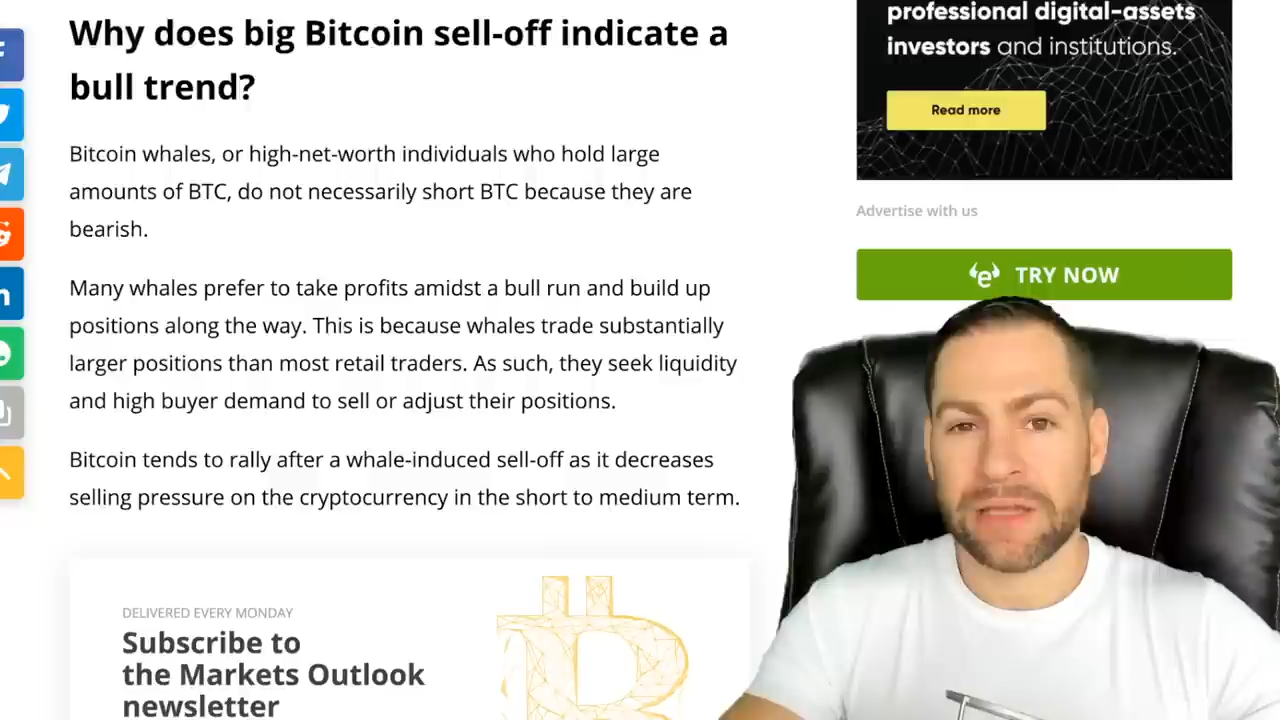 Why does big Bitcoin sell-off indicate a
bull trend?
Bitcoin whales, or high-net-worth individuals who hold large
amounts of BTC, do not necessarily short BTC because they are
bearish.
Many whales prefer to take profits amidst a bull run and build up
positions along the way. This is because whales trade substantially
larger positions than most retail traders. As such, they seek liquidity
and high buyer demand to sell or adjust their positions.
Bitcoin tends to rally after a whale-induced sell-off as it decreases
selling pressure on the cryptocurrency in the short to medium term.
DELIVERED EVERY MONDAY
Subscribe to
the Markets Outlook
newsletter
professional digital-assets
investors and institutions.
Read more
Advertise with us
TRY NOW